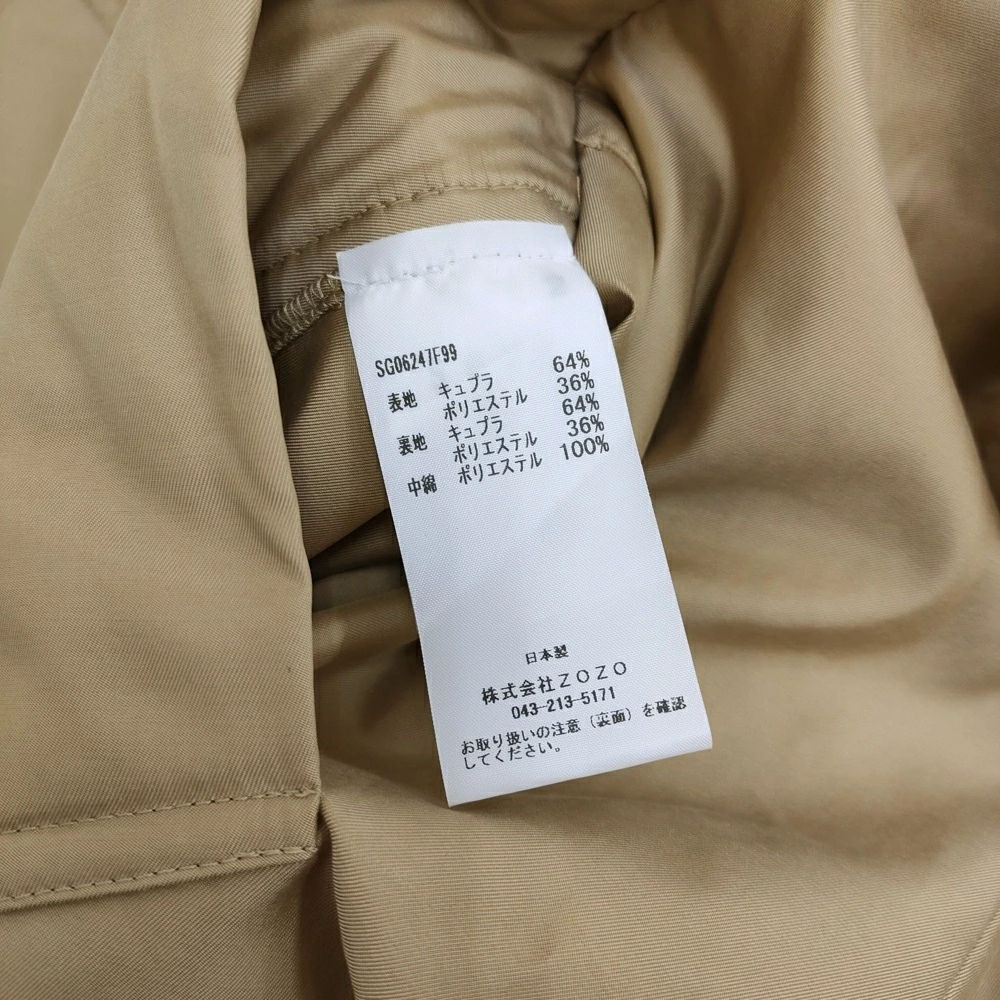 SG06247F99
表地 キュプラ 64%
ポリエステル 36%
裏地 キュプラ 64%
ポリエステル 36%
中綿 ポリエステル 100%
日本製
株式会社ZOZO
043-213-5171
お取り扱いの注意(裏面)を確認
してください。